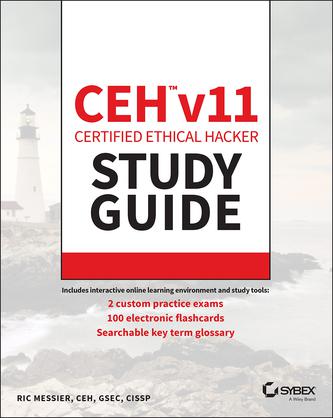 CEH™ v11
CERTIFIED ETHICAL HACKER
STUDY
GUIDE
Includes interactive online learning environment and study tools:
2 custom practice exams
100 electronic flashcards
Searchable key term glossary
RIC MESSIER, CEH, GSEC, CISSP
SYBEX
A Wiley Brand